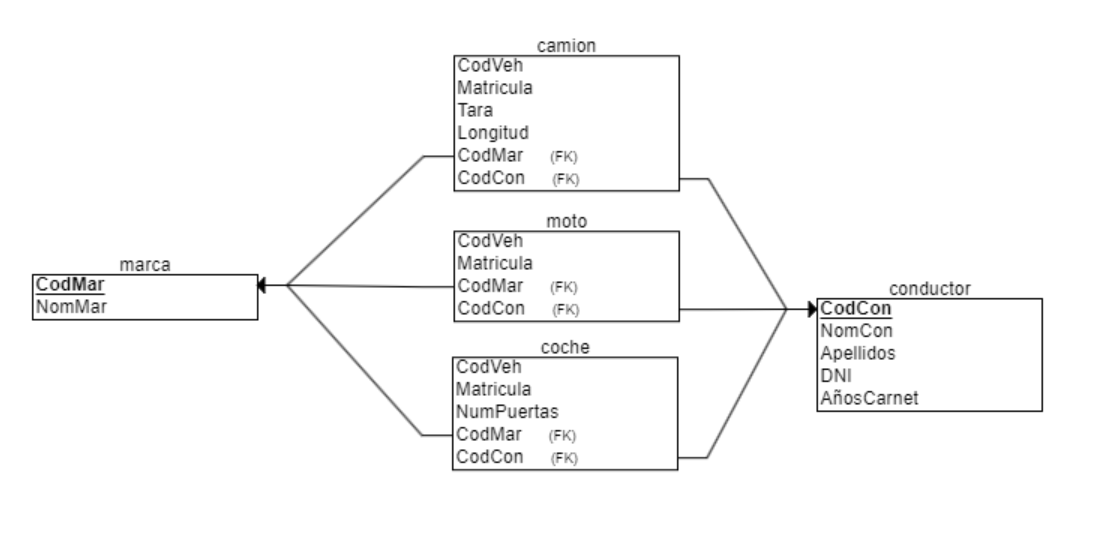 camion
CodVeh
Matricula
Tara
Longitud
CodMar (FK)
CodCon (FK)
moto
CodVeh
Matricula
CodMar (FK)
CodCon (FK)
marca
CodMar
NomMar
conductor
CodCon
NomCon
Apellidos
DNI
AñosCarnet
coche
CodVeh
Matricula
NumPuertas
CodMar (FK)
CodCon (FK)